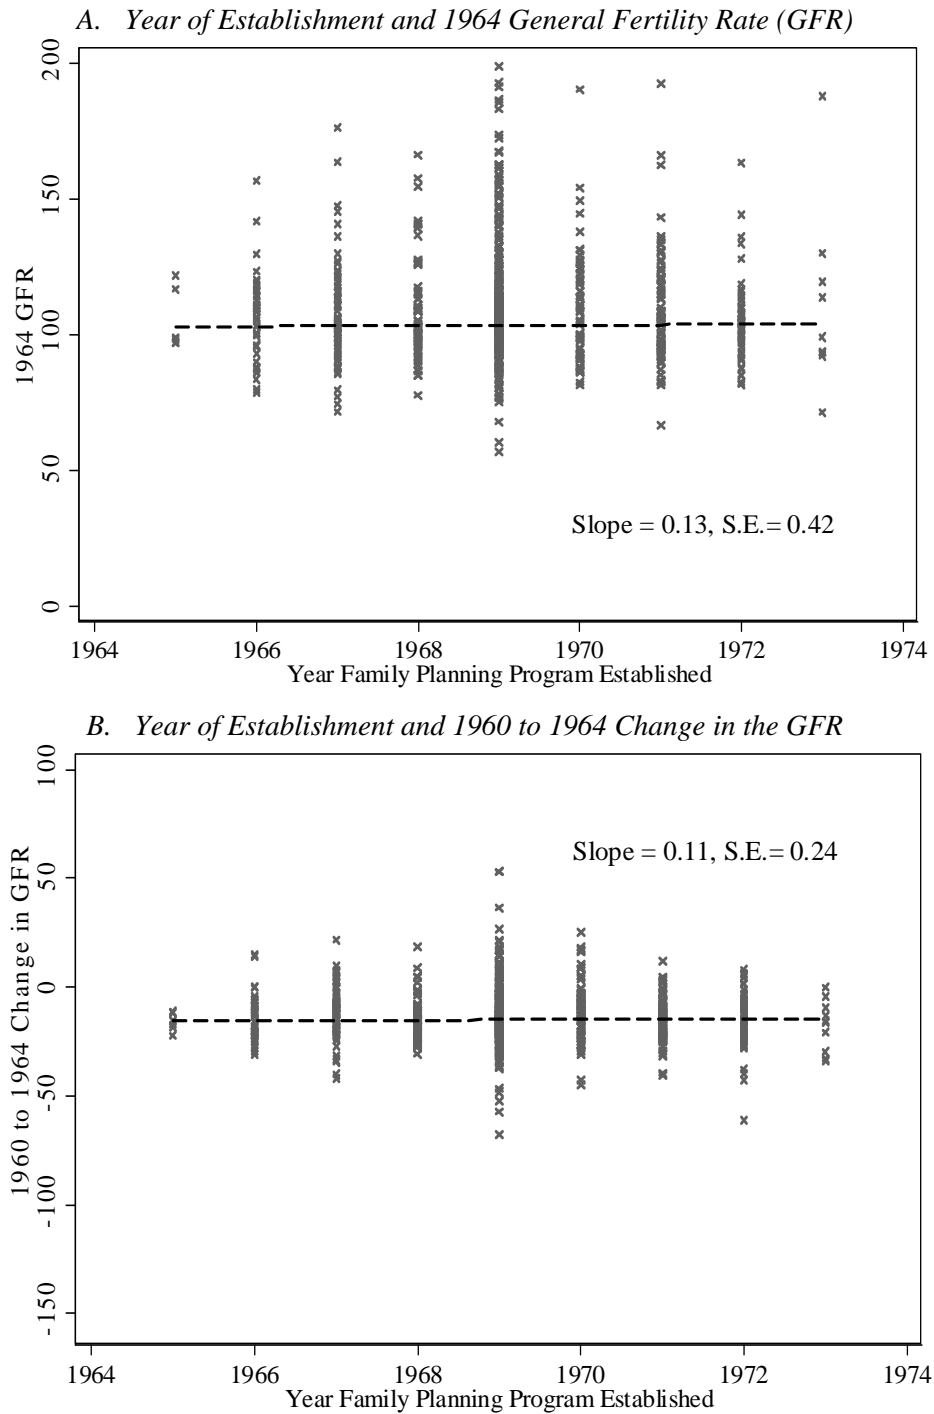 A. Year of Establishment and 1964 General Fertility Rate (GFR)
200
150
100
50
0
1964 GFR
Slope = 0.13, S.E.= 0.42
1964 1966 1968 1970 1972 1974
Year Family Planning Program Established
B. Year of Establishment and 1960 to 1964 Change in the GFR
100
50
0
-50
-100
-150
1960 to 1964 Change in GFR
Slope = 0.11, S.E.= 0.24
1964 1966 1968 1970 1972 1974
Year Family Planning Program Established